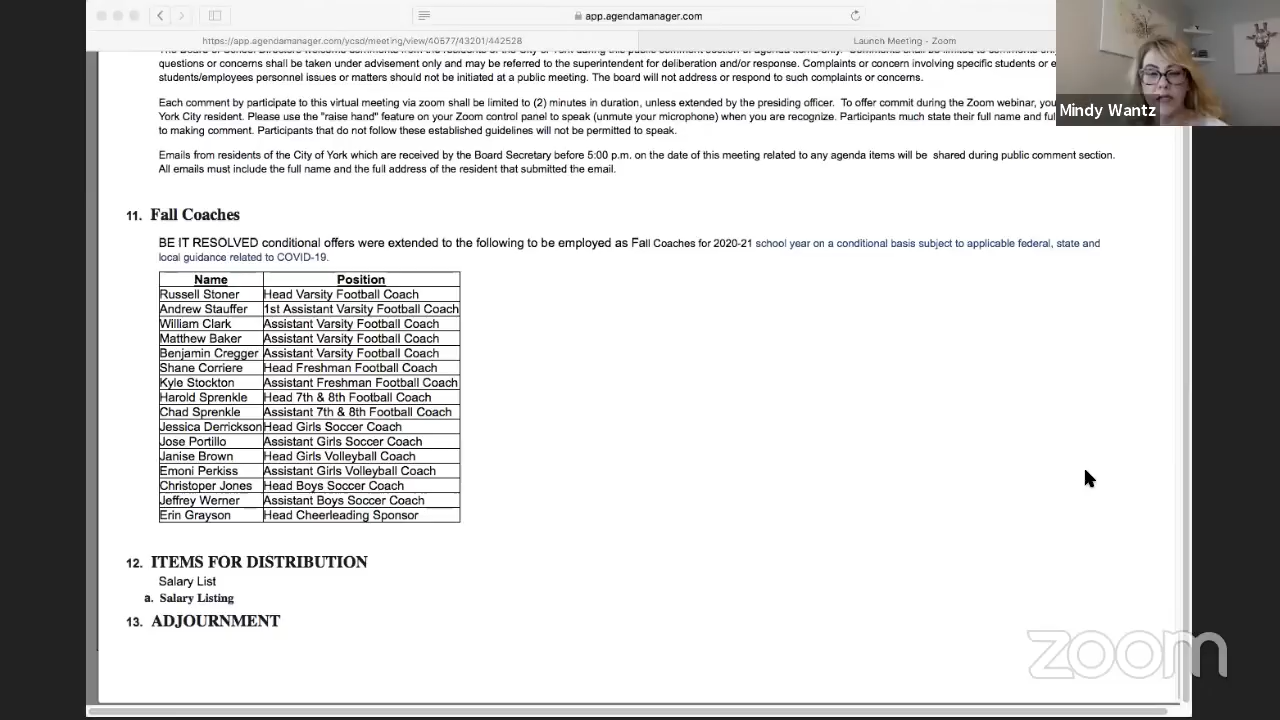 app.agendamanager.com
https://app.agendamanager.com/ycsd/meeting/view/40577/43201/442528
Launch Meeting - Zoom
questions or concerns shall be taken under advisement only and may be referred to the superintendent for deliberation and/or response. Complaints or concern involving specific students or
students/employees personnel issues or matters should not be initiated at a public meeting. The board will not address or respond to such complaints or concerns.
Each comment by participate to this virtual meeting via zoom shall be limited to (2) minutes in duration, unless extended by the presiding officer. To offer commit during the Zoom webinar, you
York City resident. Please use the "raise hand" feature on your Zoom control panel to speak (unmute your microphone) when you are recognize. Participants much state their full name and full
to making comment. Participants that do not follow these established guidelines will not be permitted to speak.
Emails from residents of the City of York which are received by the Board Secretary before 5:00 p.m. on the date of this meeting related to any agenda items will be shared during public comment section.
All emails must include the full name and the full address of the resident that submitted the email.
Mindy Wantz
11. Fall Coaches
BE IT RESOLVED conditional offers were extended to the following to be employed as Fall Coaches for 2020-21 school year on a conditional basis subject to applicable federal, state and
local guidance related to COVID-19.
Name Position
Russell Stoner Head Varsity Football Coach
Andrew Stauffer 1st Assistant Varsity Football Coach
William Clark Assistant Varsity Football Coach
Matthew Baker Assistant Varsity Football Coach
Benjamin Cregger Assistant Varsity Football Coach
Shane Corriere Head Freshman Football Coach
Kyle Stockton Assistant Freshman Football Coach
Harold Sprenkle Head 7th & 8th Football Coach
Chad Sprenkle Assistant 7th & 8th Football Coach
Jessica Derrickson Head Girls Soccer Coach
Jose Portillo Assistant Girls Soccer Coach
Janise Brown Head Girls Volleyball Coach
Emoni Perkiss Assistant Girls Volleyball Coach
Christoper Jones Head Boys Soccer Coach
Jeffrey Werner Assistant Boys Soccer Coach
Erin Grayson Head Cheerleading Sponsor
12. ITEMS FOR DISTRIBUTION
Salary List
a. Salary Listing
13. ADJOURNMENT
zoom